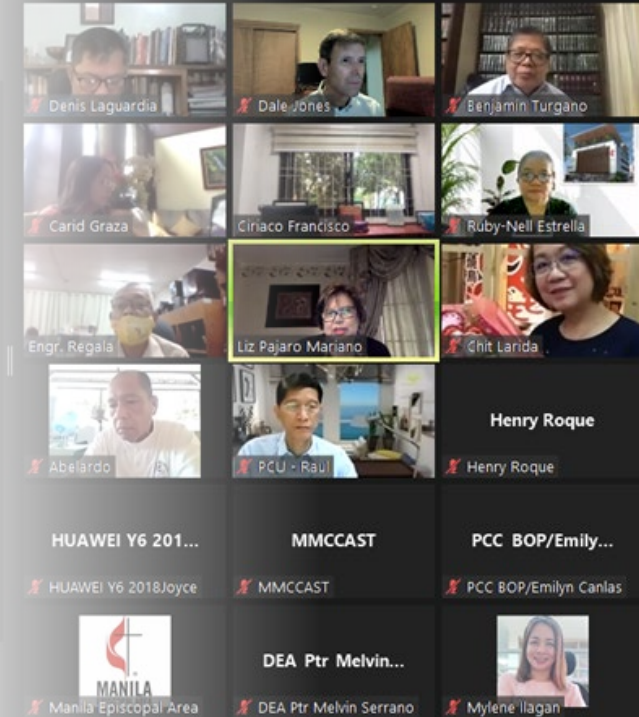 Denis Laguardia
Dale Jones
Benjamin Turgano
Carid Graza
Ciriaco Francisco
Ruby-Nell Estrella
Engr. Regala
Liz Pajaro Mariano
Chit Larida
Abelardo
PCU - Raul
Henry Roque
Henry Roque
HUAWEI Y6 201...
MMCCAST
PCC BOP/Emily...
HUAWEI Y6 2018Joyce
MMCCAST
PCC BOP/Emilyn Canlas
MANILA
DEA Ptr Melvin...
Manila Episcopal Area
DEA Ptr Melvin Serrano
Mylene Ilagan